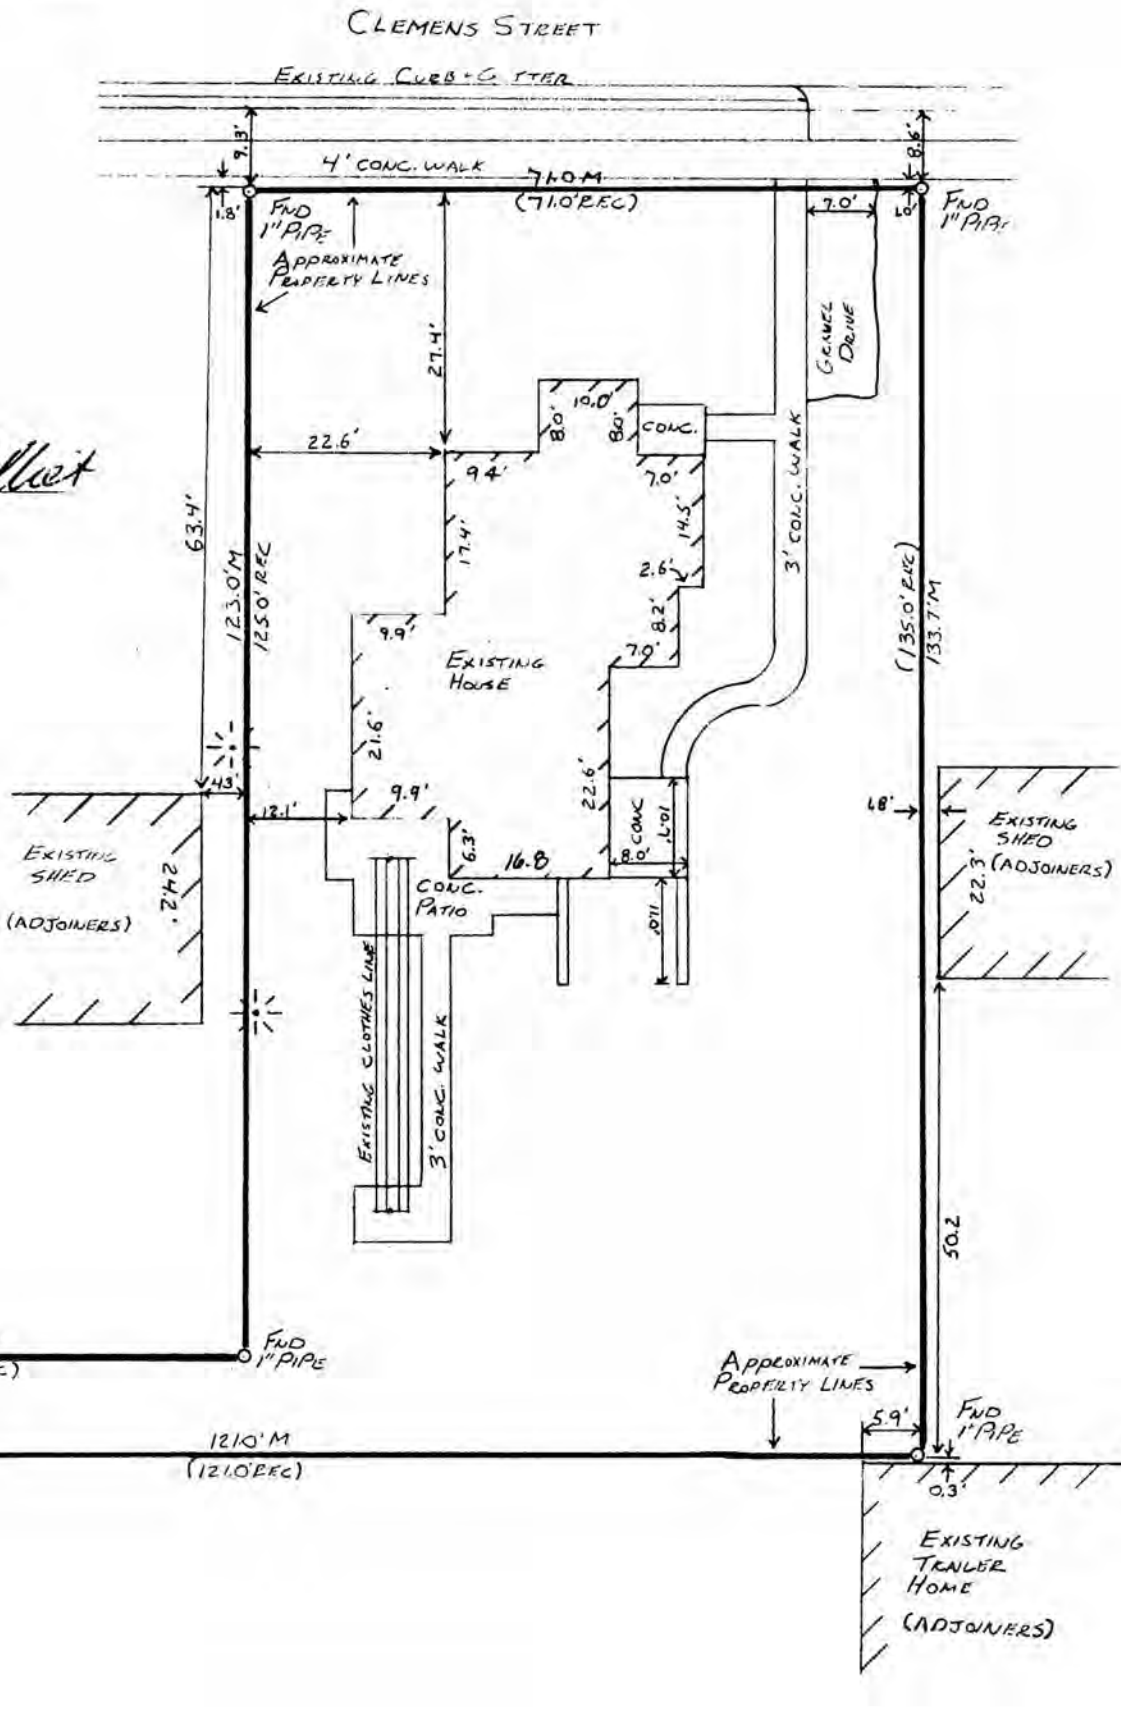 CLEMENS STREET
EXISTING CURB + G TTER
9.3'
8.6'
4' CONC. WALK
71.0 M
(71.0' REC)
1.8'
FND
1" PIPE
7.0'
1.0'
FND
1" PIPE
APPROXIMATE
PROPERTY LINES
27.4'
GRAVEL
DRIVE
10.0'
8.0'
8.0'
CONC.
22.6'
9.4'
7.0'
63.4'
17.4'
14.5'
3' CONC. WALK
123.0' M
125.0' REC
2.6'
8.2'
(135.0' REC)
133.7' M
9.9'
7.0'
EXISTING
HOUSE
21.6'
22.6'
4.3'
12.1'
9.9'
CONC
10.7'
8.0'
1.8'
EXISTING
SHED
(ADJOINERS)
24.2'
6.3'
16.8
EXISTING
SHED
(ADJOINERS)
22.3'
CONC.
PATIO
11.0'
EXISTING CLOTHES LINE
3' CONC. WALK
50.2
C)
FND
1" PIPE
APPROXIMATE
PROPERTY LINES
5.9'
FND
1" PIPE
121.0' M
(121.0' REC)
0.3'
EXISTING
TRAILER
HOME
(ADJOINERS)